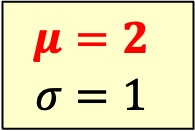 μ = 2
σ = 1